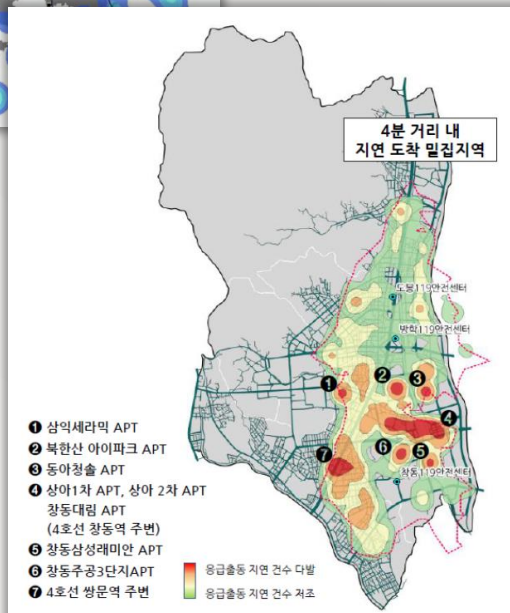 4분 거리 내
지연 도착 밀집지역
도봉119안전센터
방학119안전센터
❶
❷
❸
❹
❼
❻
❺
창동119안전센터
❶ 삼익세라믹 APT
❷ 북한산 아이파크 APT
❸ 동아청솔 APT
❹ 상아1차 APT, 상아 2차 APT
창동대림 APT
(4호선 창동역 주변)
❺ 창동삼성래미안 APT
❻ 창동주공3단지APT
❼ 4호선 쌍문역 주변
응급출동 지연 건수 다발
응급출동 지연 건수 저조